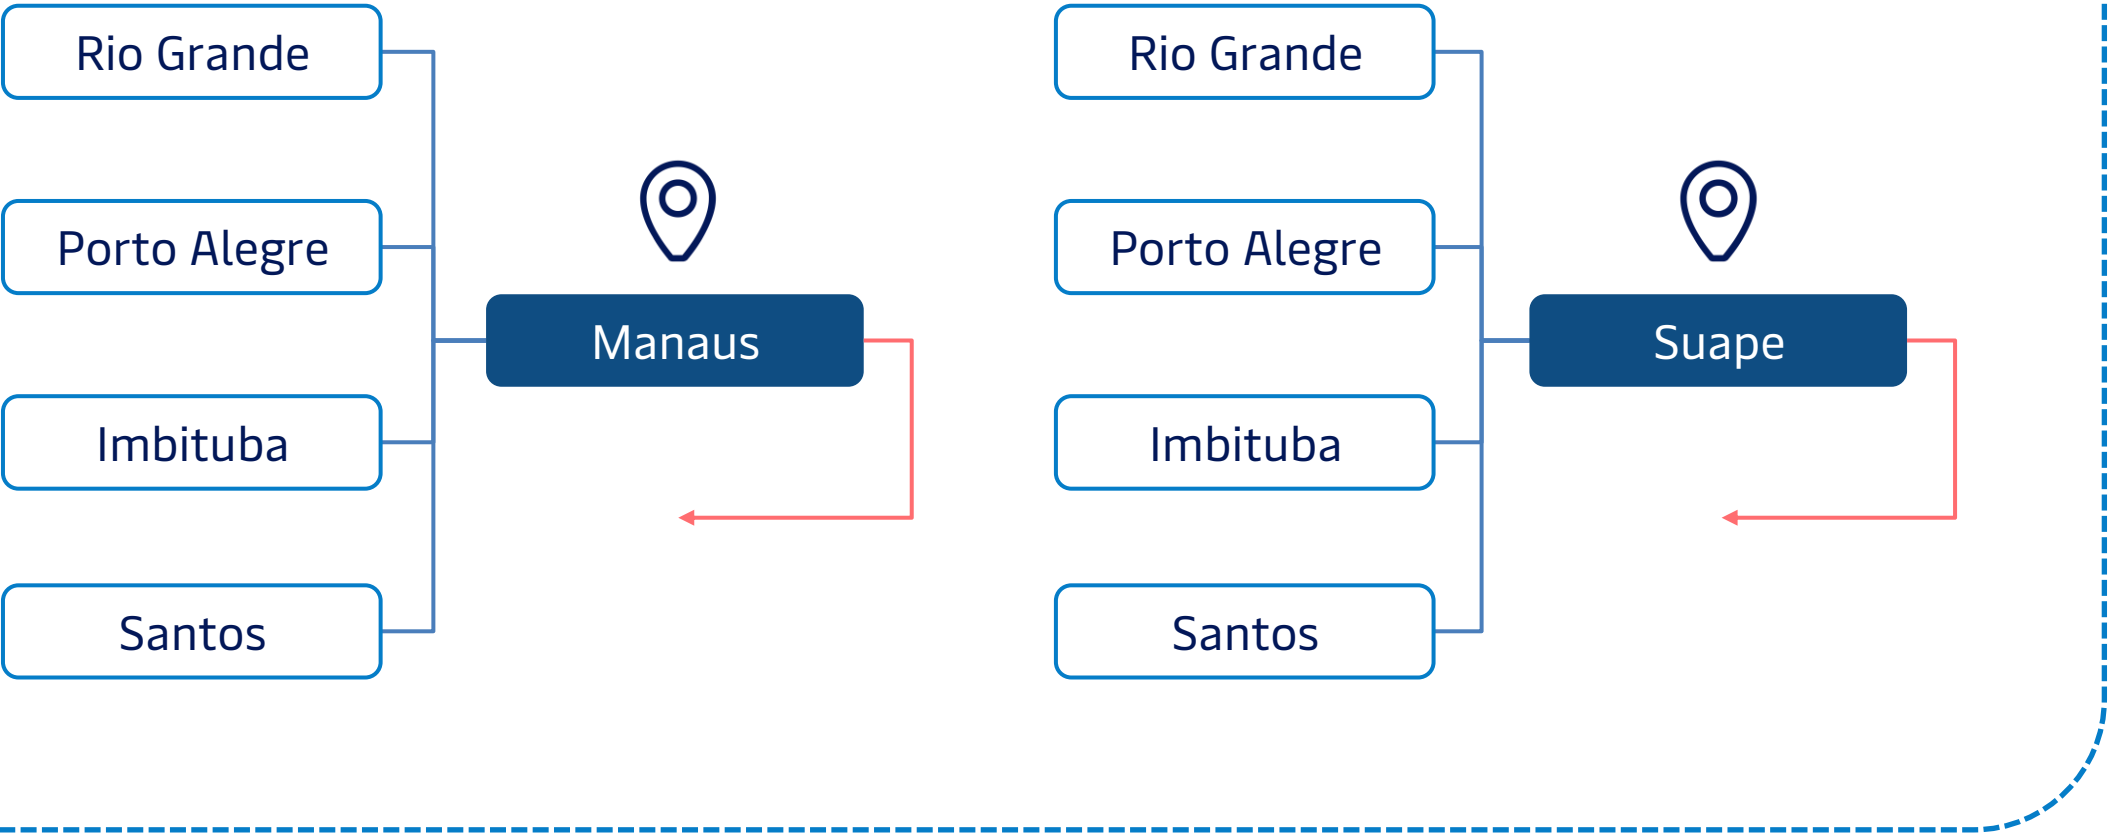 Rio Grande
Porto Alegre
Imbituba
Santos
Manaus
Rio Grande
Porto Alegre
Imbituba
Santos
Suape